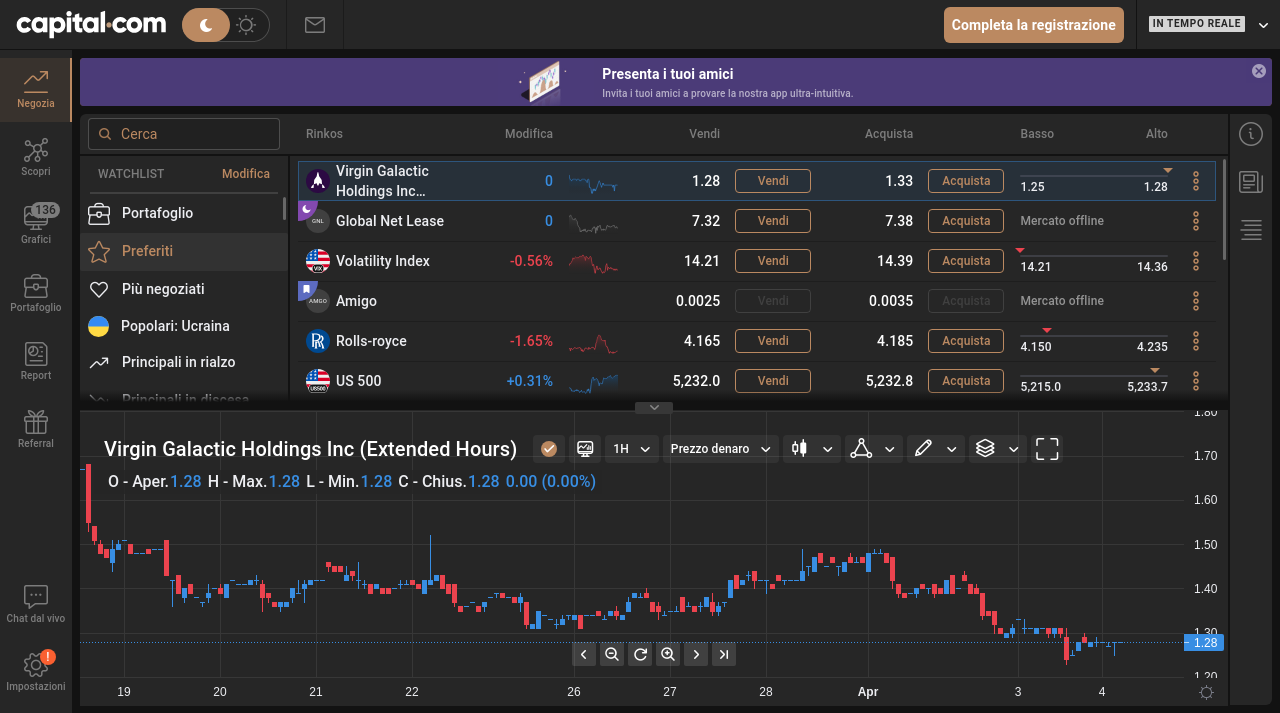 capital.com
Completa la registrazione
IN TEMPO REALE
Negozia
Scopri
136
Grafici
Portafoglio
Report
Referral
Chat dal vivo
!
Impostazioni
Presenta i tuoi amici
Invita i tuoi amici a provare la nostra app ultra-intuitiva.
Cerca
WATCHLIST Modifica
Portafoglio
Preferiti
Più negoziati
Popolari: Ucraina
Principali in rialzo
Principali in discesa
Rinkos Modifica Vendi Acquista Basso Alto
Virgin Galactic
Holdings Inc…
0 1.28 Vendi 1.33 Acquista 1.25 1.28
GNL Global Net Lease 0 7.32 Vendi 7.38 Acquista Mercato offline
VIX Volatility Index -0.56% 14.21 Vendi 14.39 Acquista 14.21 14.36
AMGO Amigo 0.0025 Vendi 0.0035 Acquista Mercato offline
Rolls-royce -1.65% 4.165 Vendi 4.185 Acquista 4.150 4.235
US500 US 500 +0.31% 5,232.0 Vendi 5,232.8 Acquista 5,215.0 5,233.7
Virgin Galactic Holdings Inc (Extended Hours) 1H Prezzo denaro
O - Aper. 1.28 H - Max. 1.28 L - Min. 1.28 C - Chius. 1.28 0.00 (0.00%)
1.80
1.70
1.60
1.50
1.40
1.30
1.28
1.20
19 20 21 22 26 27 28 Apr 3 4